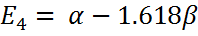 E₄ = α − 1.618β